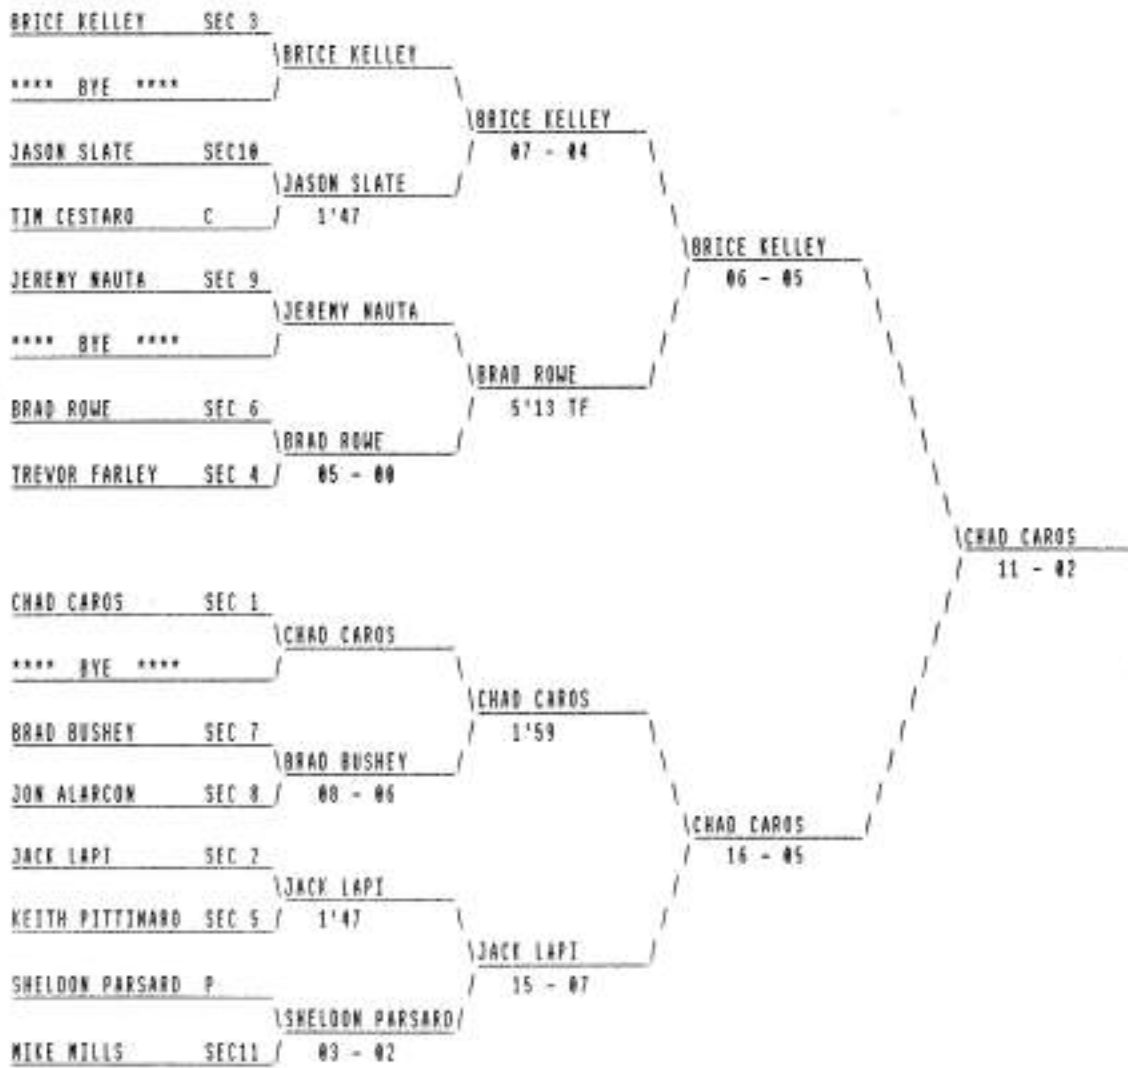 BRICE KELLEY SEC 3
BRICE KELLEY
**** BYE ****
BRICE KELLEY
07 - 04
JASON SLATE SEC10
JASON SLATE
1'47
TIM CESTARO C
BRICE KELLEY
06 - 05
JEREMY NAUTA SEC 9
JEREMY NAUTA
**** BYE ****
BRAD ROWE
5'13 TF
BRAD ROWE SEC 6
BRAD ROWE
05 - 00
TREVOR FARLEY SEC 4
CHAD CAROS
11 - 02
CHAD CAROS SEC 1
CHAD CAROS
**** BYE ****
CHAD CAROS
1'59
BRAD BUSHEY SEC 7
BRAD BUSHEY
08 - 06
JON ALARCON SEC 8
CHAD CAROS
16 - 05
JACK LAPI SEC 2
JACK LAPI
1'47
KEITH PITTINARO SEC 5
JACK LAPI
15 - 07
SHELDON PARSARD P
SHELDON PARSARD
03 - 02
MIKE MILLS SEC11